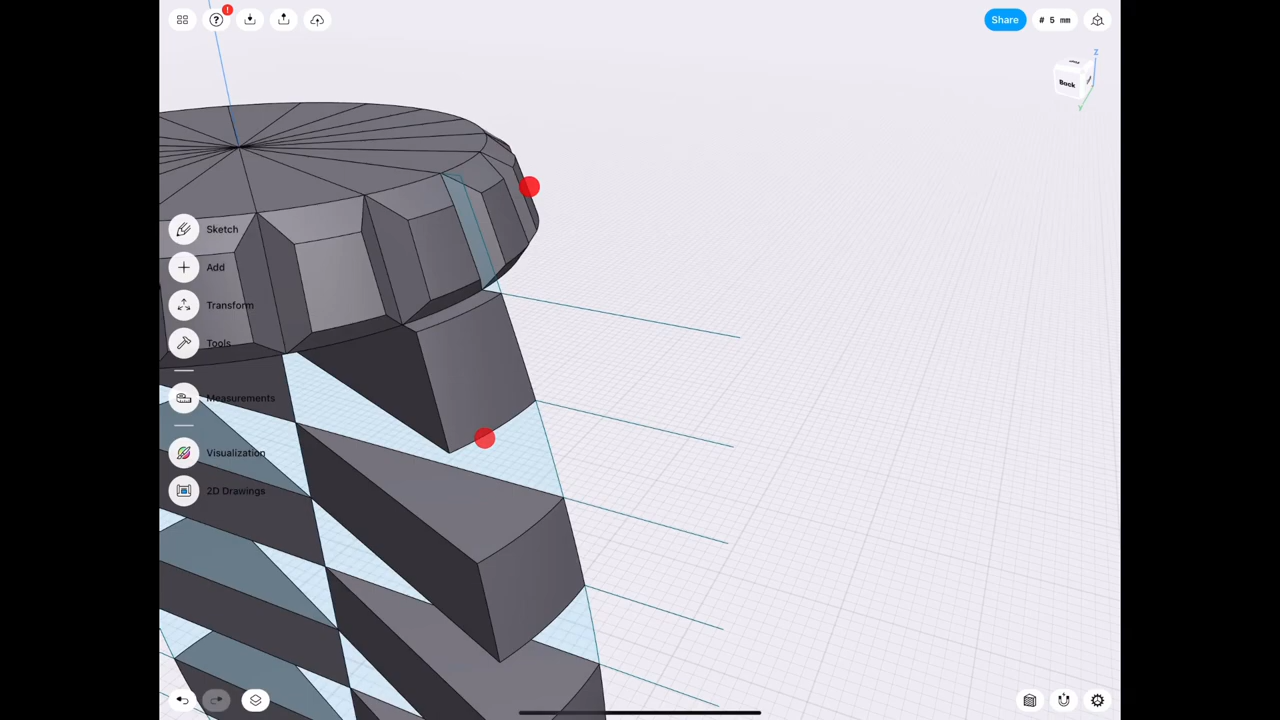 !
?
Share
# 5 mm
Z
Back
Y
Sketch
Add
Transform
Tools
Measurements
Visualization
2D Drawings